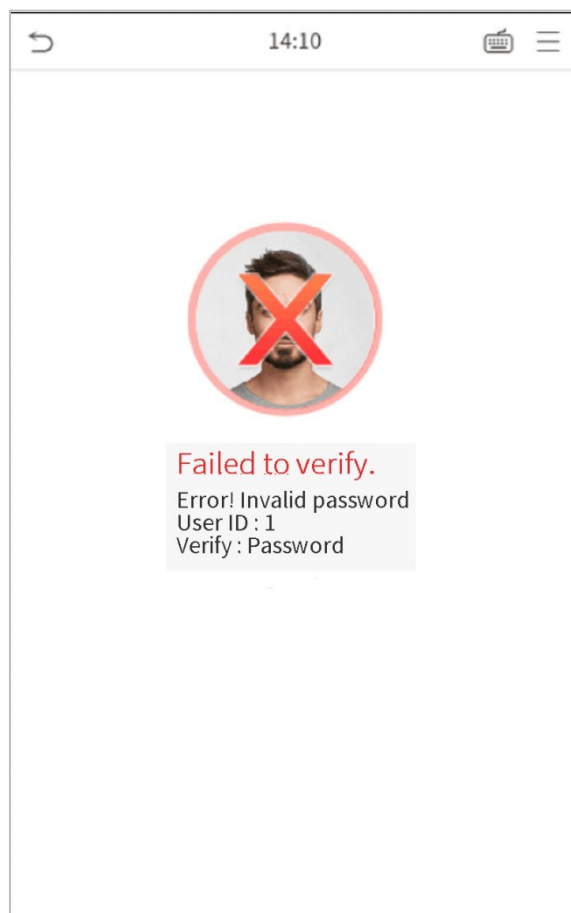 14:10
Failed to verify.
Error! Invalid password
User ID : 1
Verify : Password